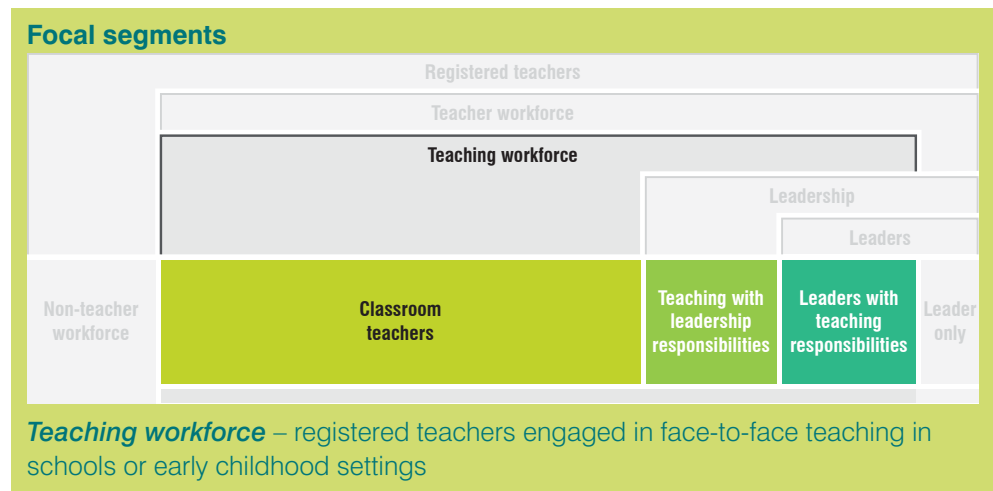 Focal segments
Registered teachers
Teacher workforce
Teaching workforce
Leadership
Leaders
Non-teacher
workforce
Classroom
teachers
Teaching with
leadership
responsibilities
Leaders with
teaching
responsibilities
Leader
only
Teaching workforce – registered teachers engaged in face-to-face teaching in
schools or early childhood settings